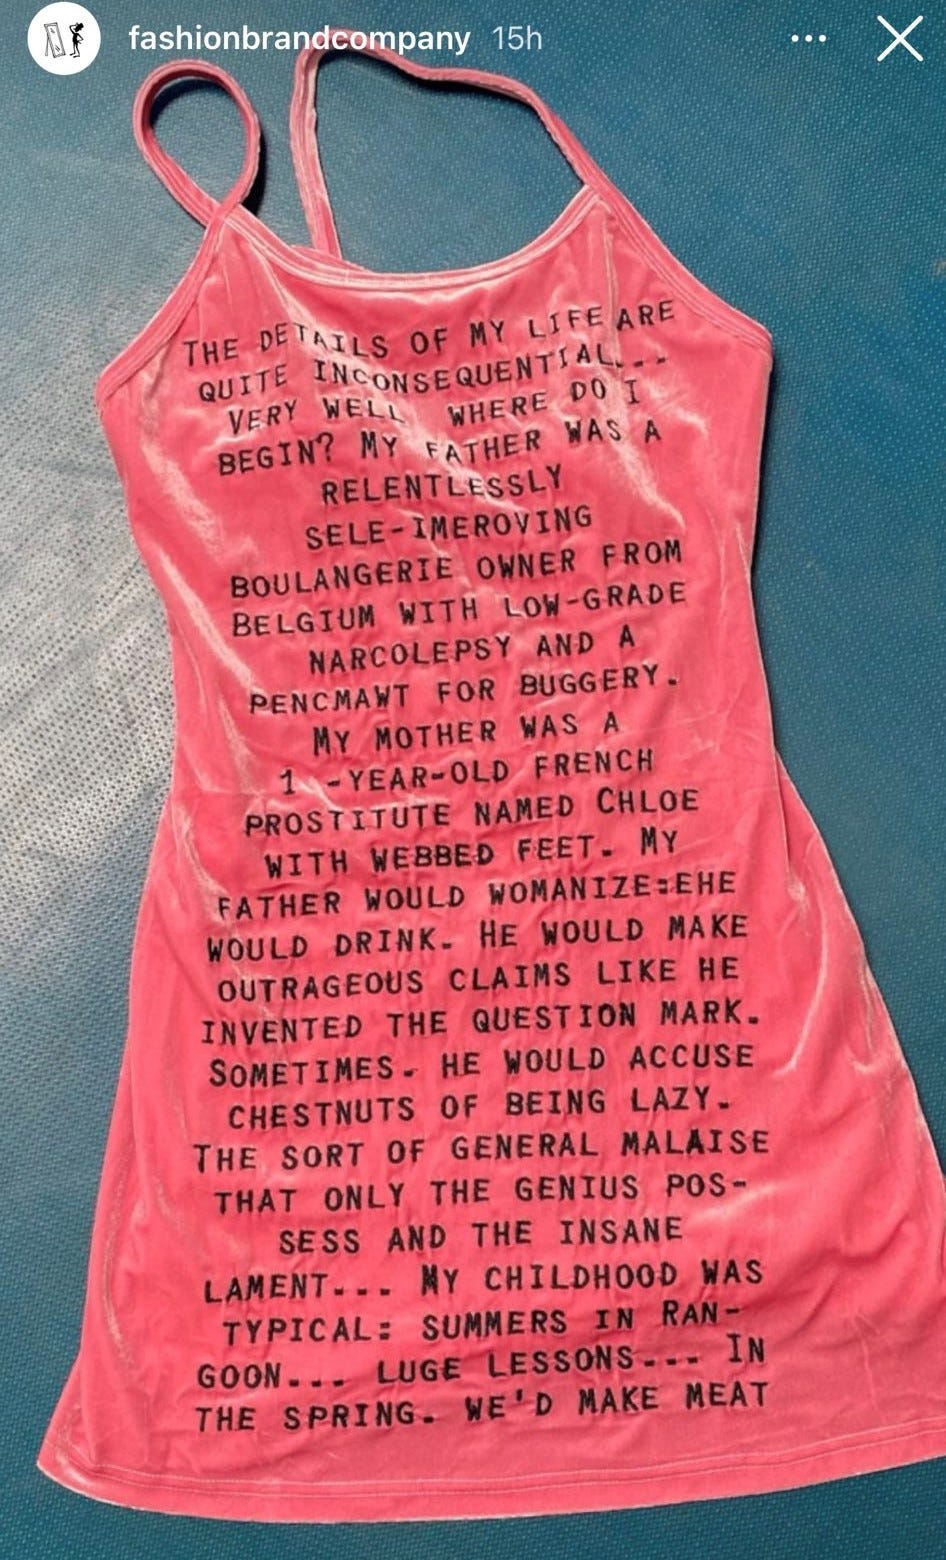 fashionbrandcompany 15h
THE DETAILS OF MY LIFE ARE
QUITE INCONSEQUENTIAL...
VERY WELL WHERE DO I
BEGIN? MY FATHER WAS A
RELENTLESSLY
SELE-IMEROVING
BOULANGERIE OWNER FROM
BELGIUM WITH LOW-GRADE
NARCOLEPSY AND A
PENCMAWT FOR BUGGERY.
MY MOTHER WAS A
1 -YEAR-OLD FRENCH
PROSTITUTE NAMED CHLOE
WITH WEBBED FEET. MY
FATHER WOULD WOMANIZE:EHE
WOULD DRINK. HE WOULD MAKE
OUTRAGEOUS CLAIMS LIKE HE
INVENTED THE QUESTION MARK.
SOMETIMES. HE WOULD ACCUSE
CHESTNUTS OF BEING LAZY.
THE SORT OF GENERAL MALAISE
THAT ONLY THE GENIUS POS-
SESS AND THE INSANE
LAMENT... MY CHILDHOOD WAS
TYPICAL: SUMMERS IN RAN-
GOON... LUGE LESSONS... IN
THE SPRING. WE'D MAKE MEAT